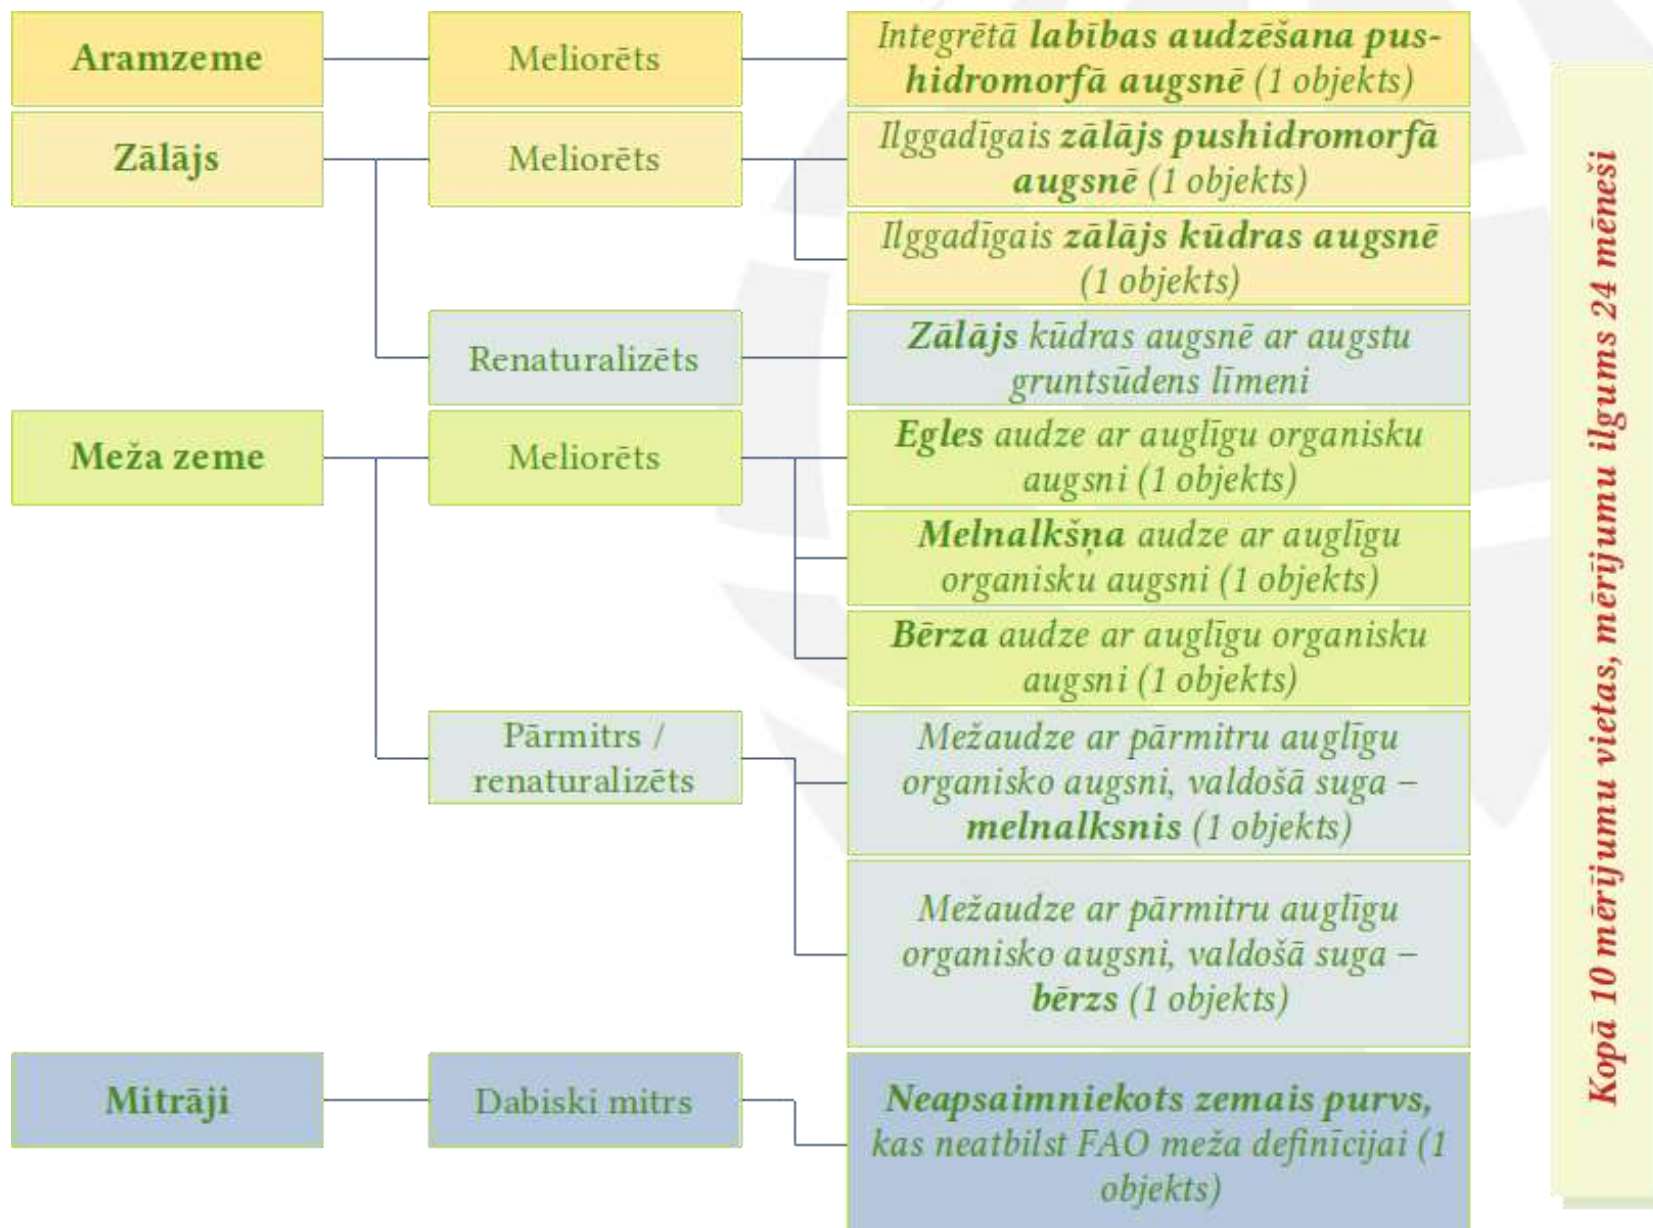 Aramzeme
Meliorēts
Integrētā labības audzēšana pus-
hidromorfā augsnē (1 objekts)
Zālājs
Meliorēts
Ilggadīgais zālājs pushidromorfā
augsnē (1 objekts)
Ilggadīgais zālājs kūdras augsnē
(1 objekts)
Renaturalizēts
Zālājs kūdras augsnē ar augstu
gruntsūdens līmeni
Meža zeme
Meliorēts
Egles audze ar auglīgu organisku
augsni (1 objekts)
Melnalkšņa audze ar auglīgu
organisku augsni (1 objekts)
Bērza audze ar auglīgu organisku
augsni (1 objekts)
Pārmitrs /
renaturalizēts
Mežaudze ar pārmitru auglīgu
organisko augsni, valdošā suga –
melnalksnis (1 objekts)
Mežaudze ar pārmitru auglīgu
organisko augsni, valdošā suga –
bērzs (1 objekts)
Mitrāji
Dabiski mitrs
Neapsaimniekots zemais purvs,
kas neatbilst FAO meža definīcijai (1
objekts)
Kopā 10 mērījumu vietas, mērījumu ilgums 24 mēneši